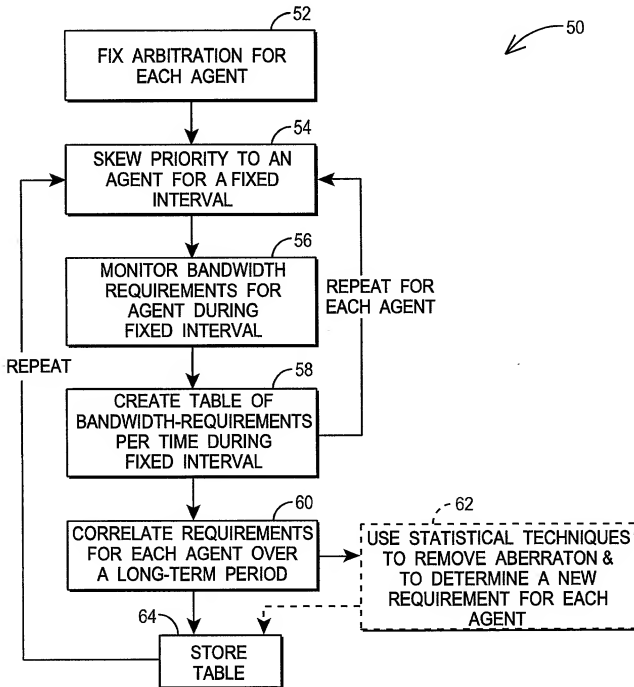 52
50
FIX ARBITRATION FOR
EACH AGENT
54
SKEW PRIORITY TO AN
AGENT FOR A FIXED
INTERVAL
56
MONITOR BANDWIDTH
REQUIREMENTS FOR
AGENT DURING
FIXED INTERVAL
REPEAT FOR
EACH AGENT
REPEAT
58
CREATE TABLE OF
BANDWIDTH-REQUIREMENTS
PER TIME DURING
FIXED INTERVAL
60
CORRELATE REQUIREMENTS
FOR EACH AGENT OVER
A LONG-TERM PERIOD
62
USE STATISTICAL TECHNIQUES
TO REMOVE ABERRATON &
TO DETERMINE A NEW
REQUIREMENT FOR EACH
AGENT
64
STORE
TABLE